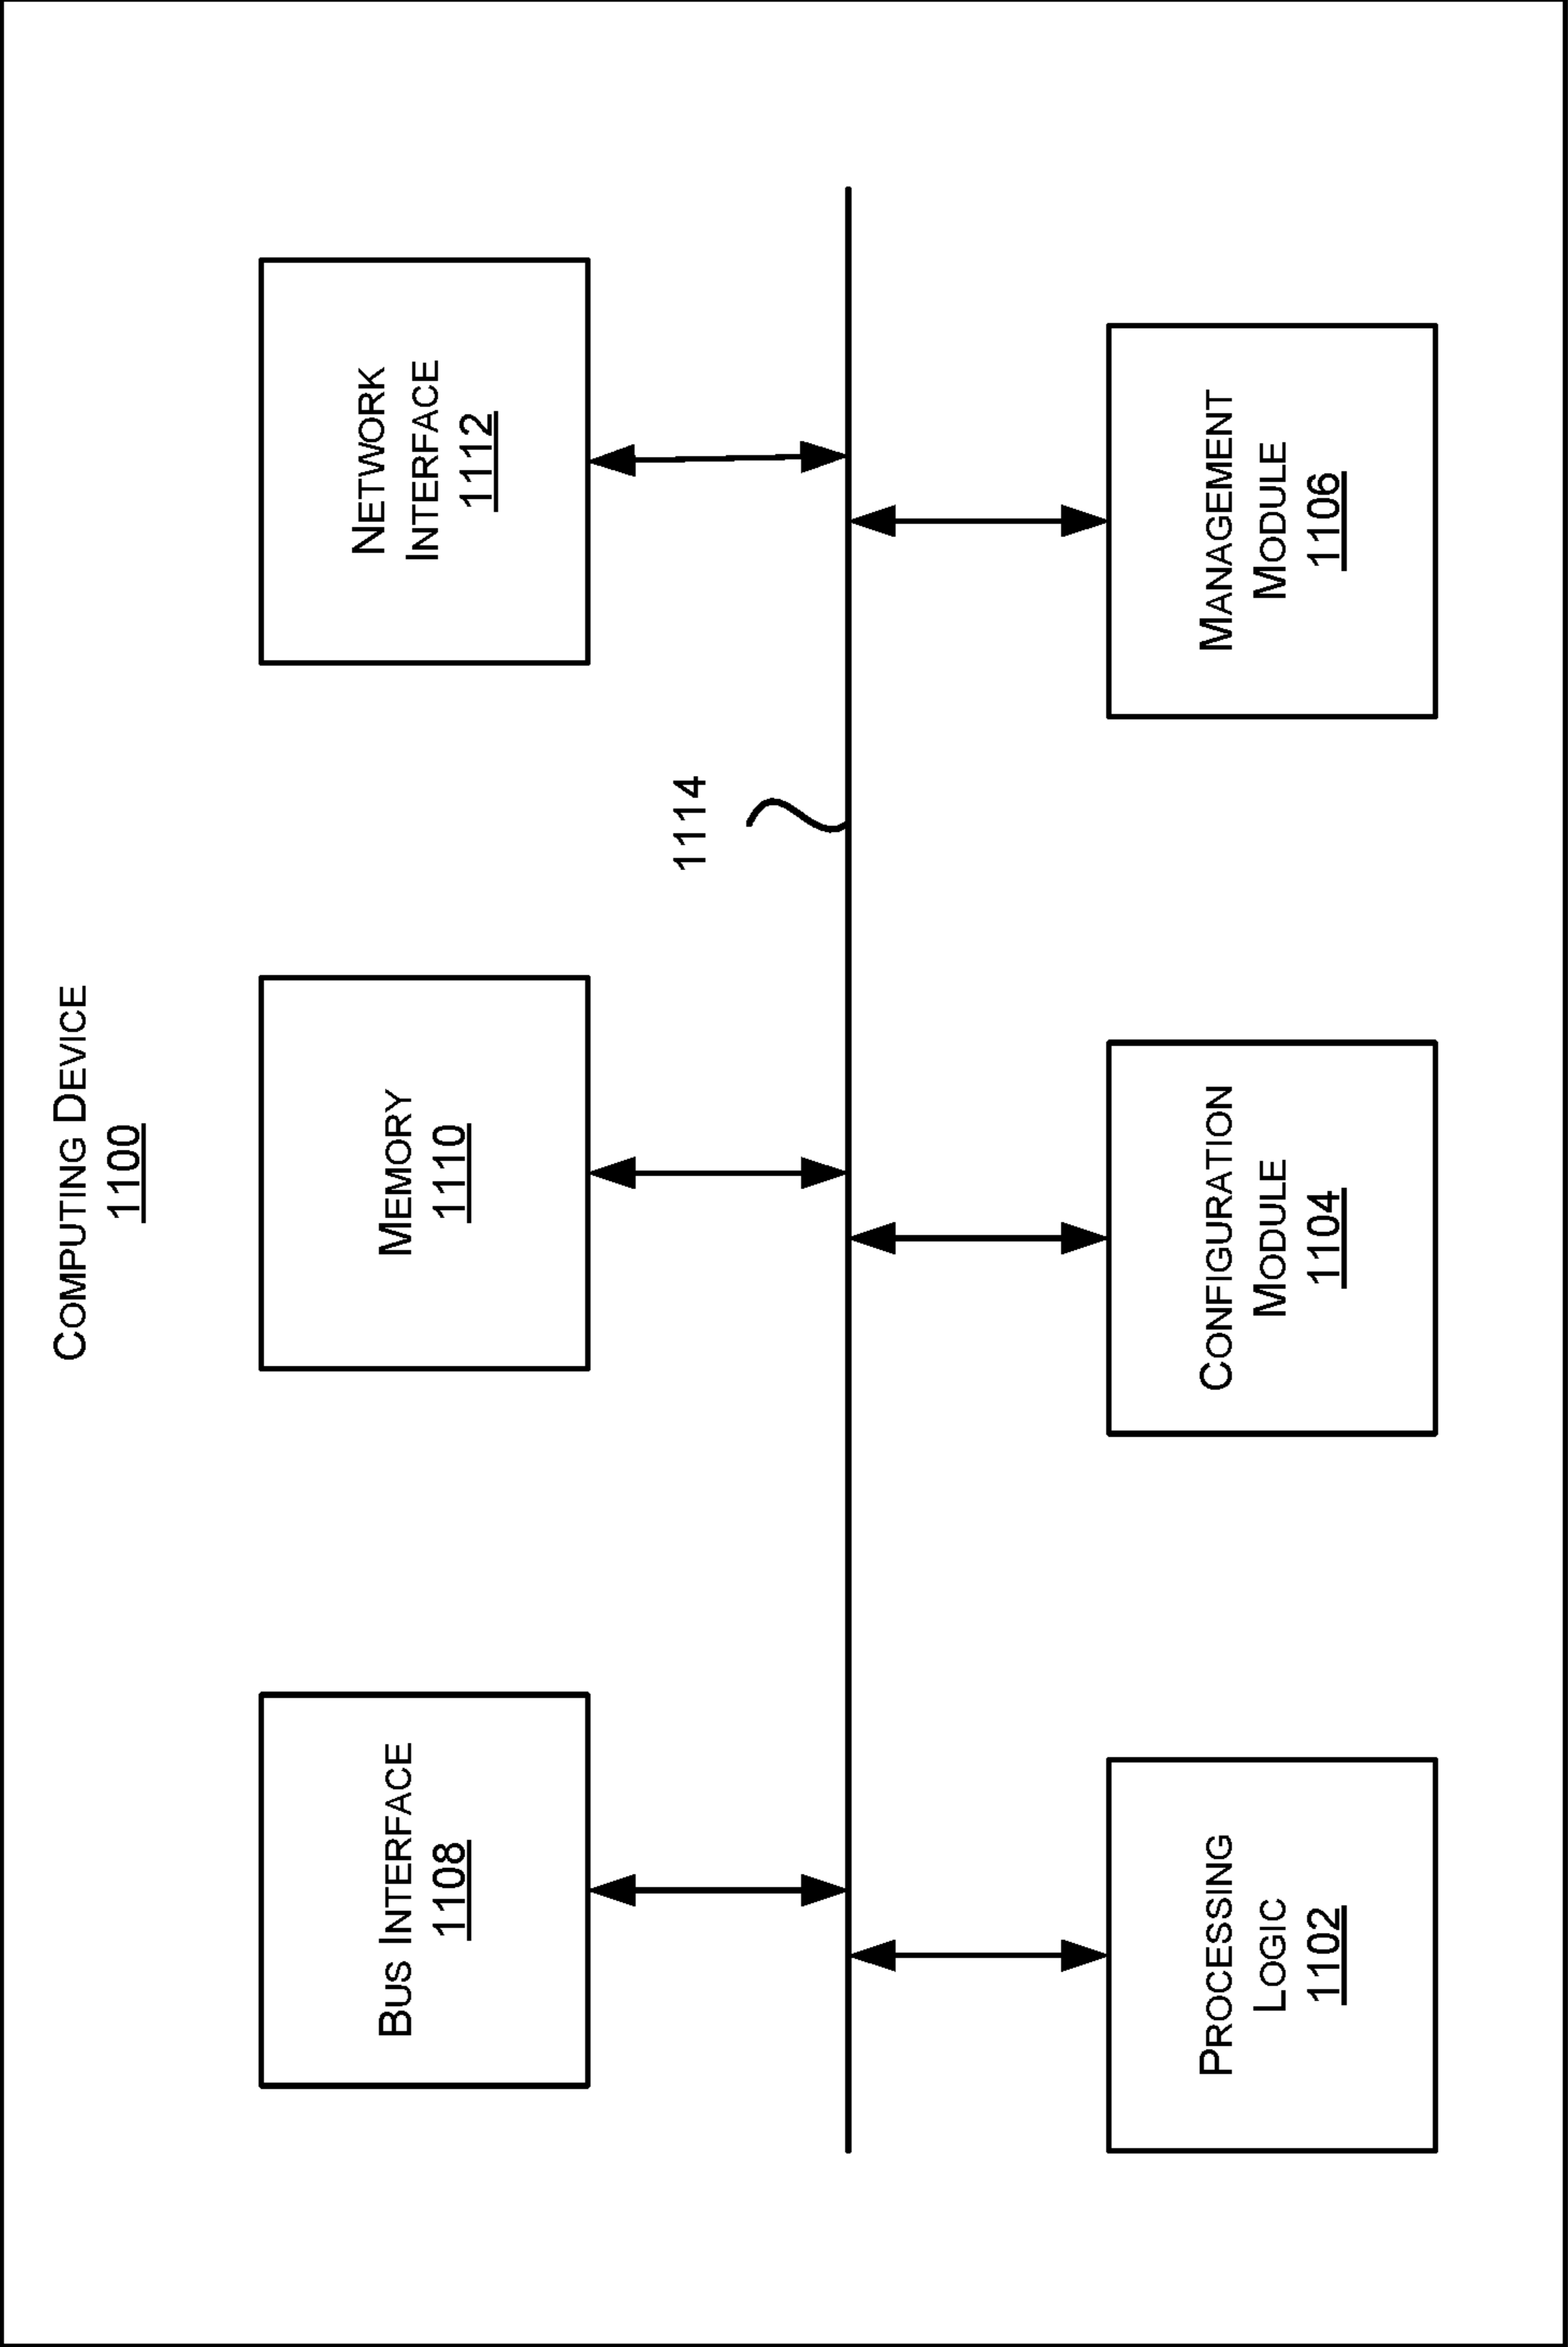 COMPUTING DEVICE
1100
BUS INTERFACE
1108
MEMORY
1110
NETWORK
INTERFACE
1112
1114
PROCESSING
LOGIC
1102
CONFIGURATION
MODULE
1104
MANAGEMENT
MODULE
1106